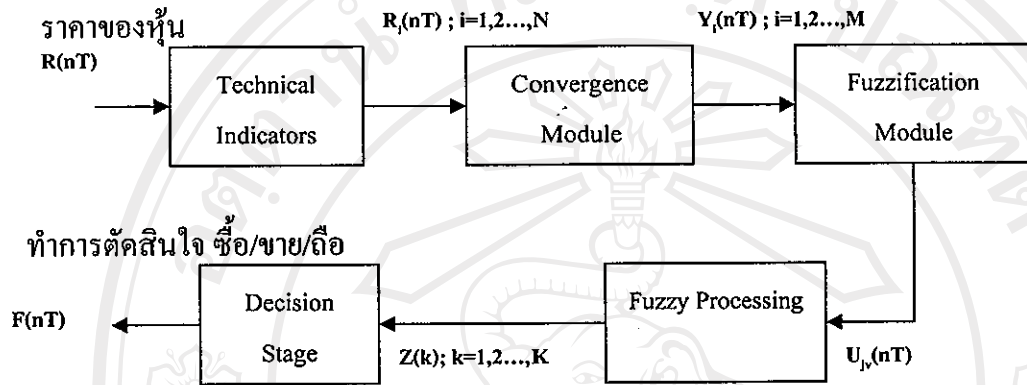 ราคาของหุ้น
R(nT)
R_i(nT) ; i=1,2...,N
Y_i(nT) ; i=1,2...,M
Technical
Indicators
Convergence
Module
Fuzzification
Module
ทำการตัดสินใจ ซื้อ/ขาย/ถือ
F(nT)
Decision
Stage
Z(k); k=1,2...,K
Fuzzy Processing
U_jv(nT)